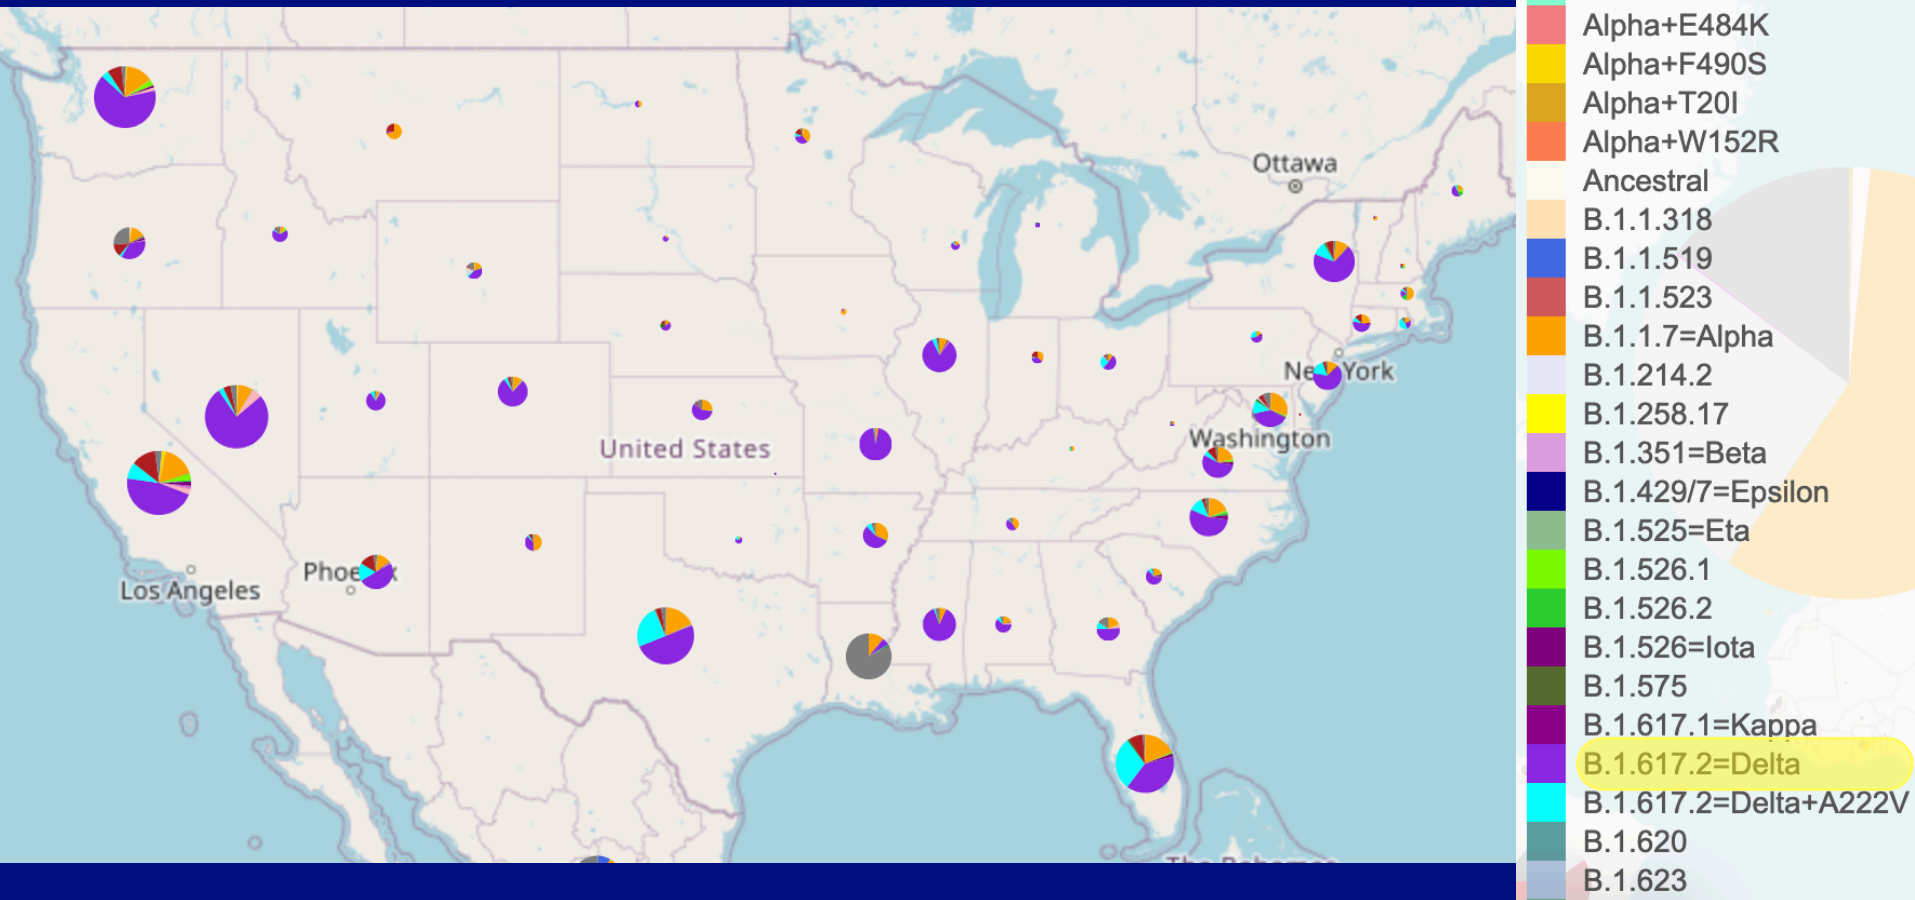 Ottawa
New York
Washington
United States
Los Angeles
The Bahamas
Alpha+E484K
Alpha+F490S
Alpha+T20I
Alpha+W152R
Ancestral
B.1.1.318
B.1.1.519
B.1.1.523
B.1.1.7=Alpha
B.1.214.2
B.1.258.17
B.1.351=Beta
B.1.429/7=Epsilon
B.1.525=Eta
B.1.526.1
B.1.526.2
B.1.526=Iota
B.1.575
B.1.617.1=Kappa
B.1.617.2=Delta
B.1.617.2=Delta+A222V
B.1.620
B.1.623